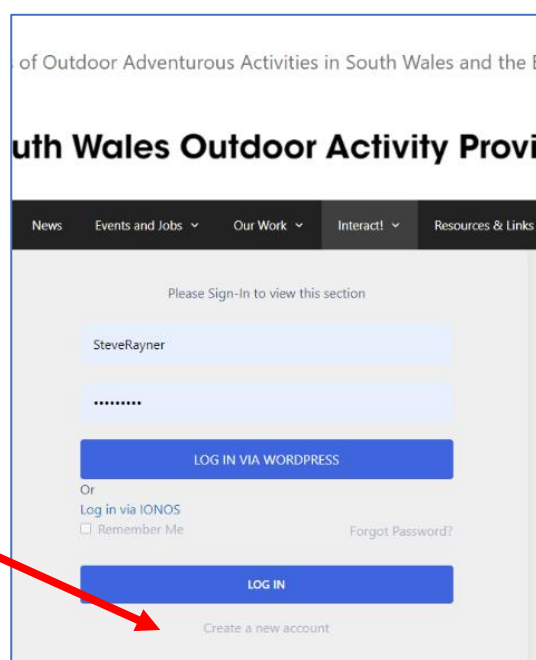 of Outdoor Adventurous Activities in South Wales and the
uth Wales Outdoor Activity Provi
News Events and Jobs Our Work Interact! Resources & Links
Please Sign-In to view this section
SteveRayner
•••••••••
LOG IN VIA WORDPRESS
Or
Log in via IONOS
Remember Me Forgot Password?
LOG IN
Create a new account